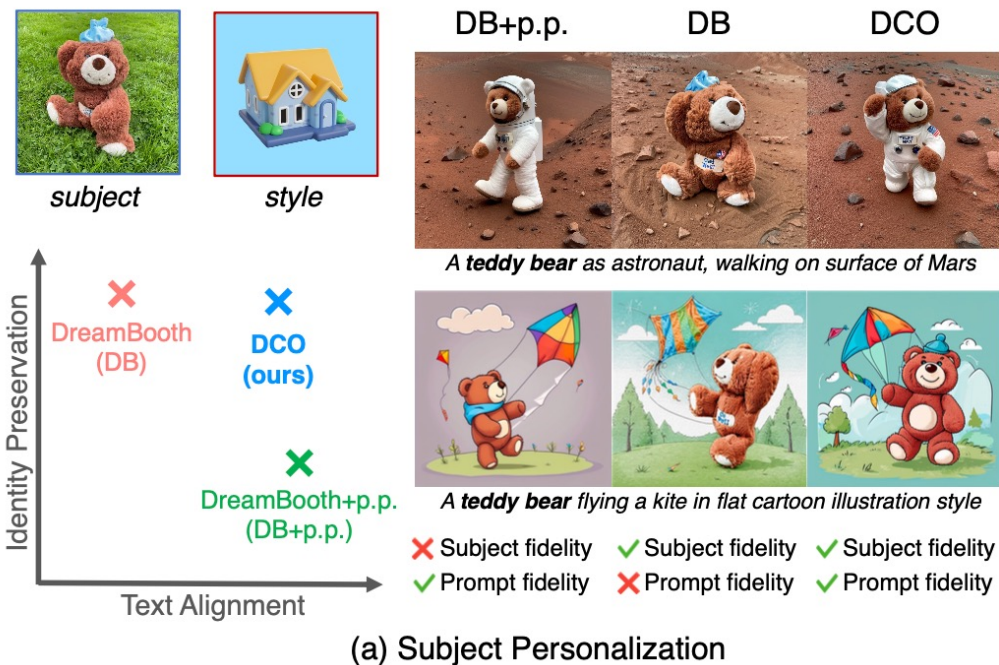 DB+p.p.
DB
DCO
subject
style
A teddy bear as astronaut, walking on surface of Mars
Identity Preservation
DreamBooth
(DB)
DCO
(ours)
DreamBooth+p.p.
(DB+p.p.)
Text Alignment
A teddy bear flying a kite in flat cartoon illustration style
Subject fidelity
Subject fidelity
Subject fidelity
Prompt fidelity
Prompt fidelity
Prompt fidelity
(a) Subject Personalization